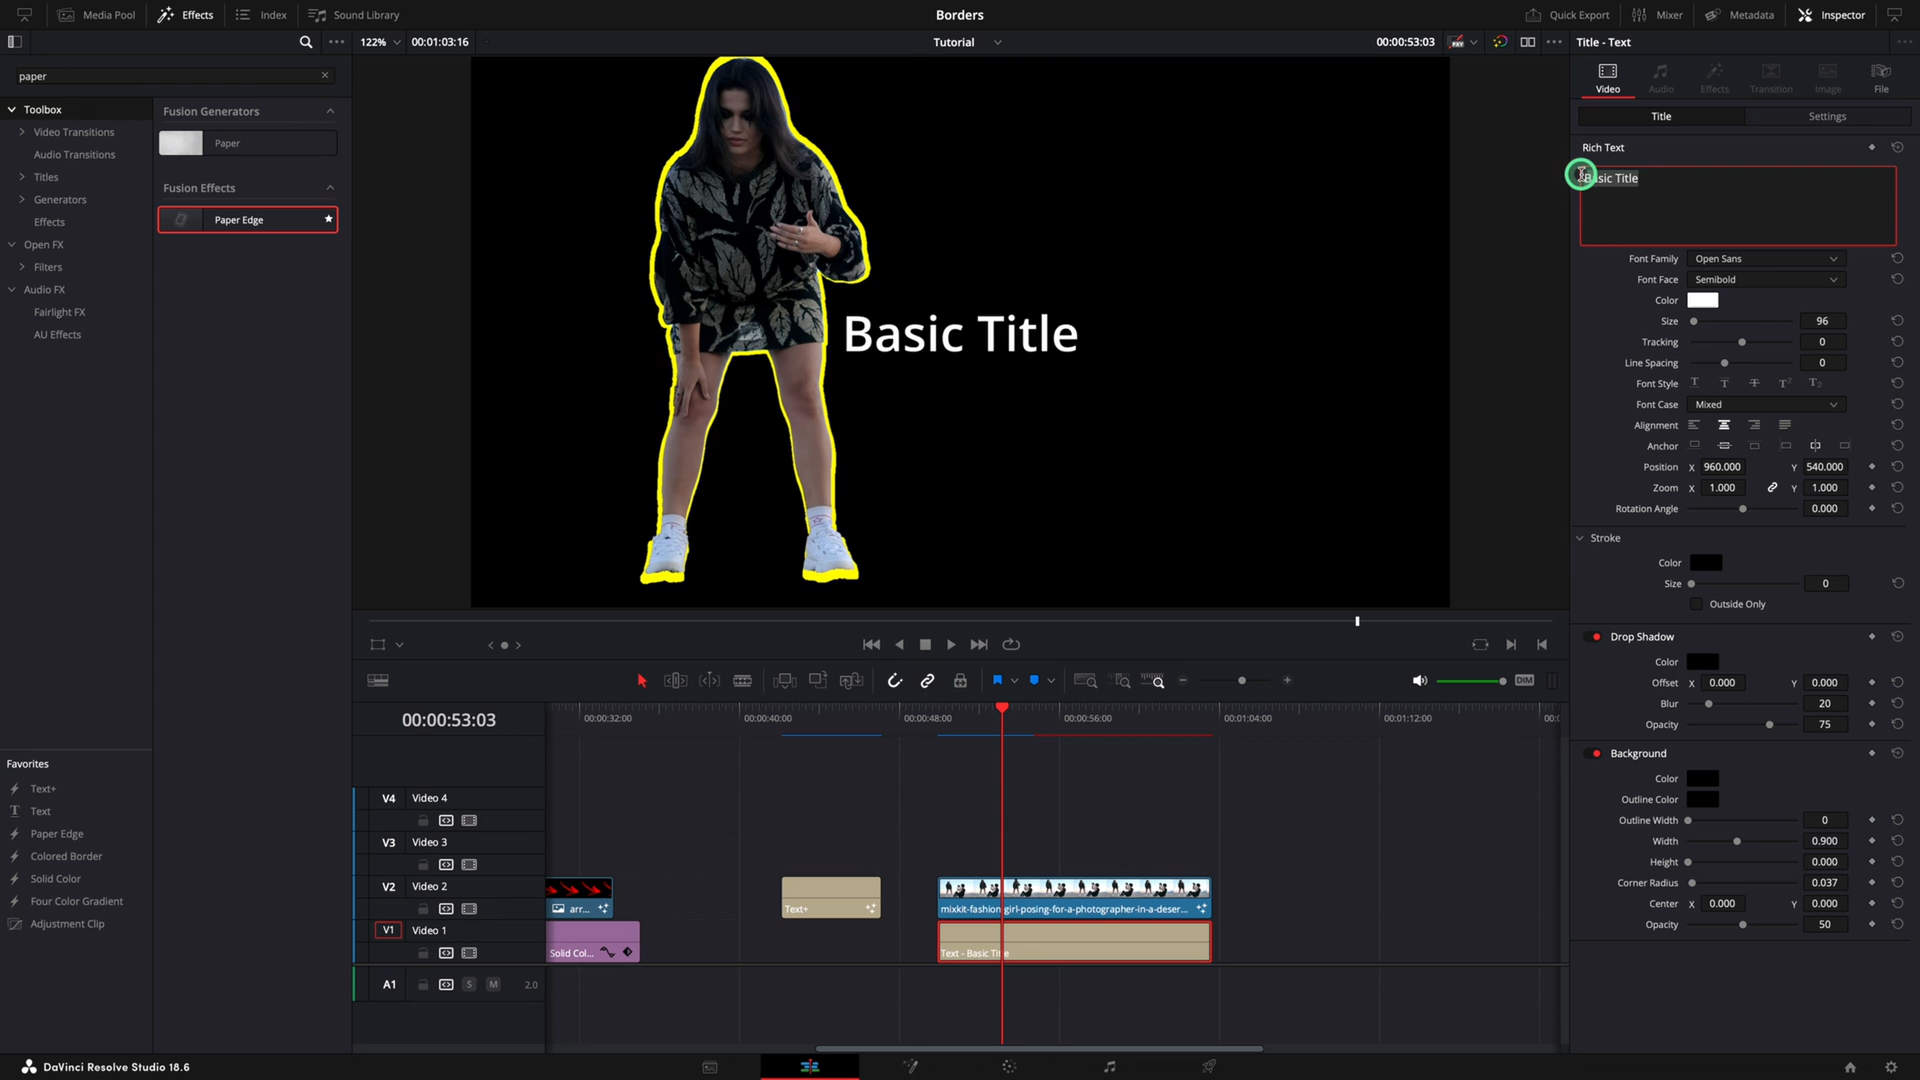 Media Pool
Effects
Index
Sound Library
Borders
Quick Export
Mixer
Metadata
Inspector
122%
00:01:03:16
Tutorial
00:00:53:03
Title - Text
paper
Video
Audio
Effects
Transition
Image
File
Toolbox
Video Transitions
Audio Transitions
Titles
Generators
Effects
Open FX
Filters
Audio FX
Fairlight FX
AU Effects
Fusion Generators
Paper
Fusion Effects
Paper Edge
Basic Title
Title
Settings
Rich Text
Basic Title
Font Family
Open Sans
Font Face
Semibold
Color
Size
96
Tracking
0
Line Spacing
0
Font Style
Font Case
Mixed
Alignment
Anchor
Position
X
960.000
Y
540.000
Zoom
X
1.000
Y
1.000
Rotation Angle
0.000
Stroke
Color
Size
0
Outside Only
Drop Shadow
Color
Offset
X
0.000
Y
0.000
Blur
20
Opacity
75
Background
Color
Outline Color
Outline Width
0
Width
0.900
Height
0.000
Corner Radius
0.037
Center
X
0.000
Y
0.000
Opacity
50
DIM
00:00:53:03
00:00:32:00
00:00:40:00
00:00:48:00
00:00:56:00
00:01:04:00
00:01:12:00
V4
Video 4
V3
Video 3
V2
Video 2
V1
Video 1
A1
S
M
2.0
arr...
Solid Col...
Text+
mixkit-fashion-girl-posing-for-a-photographer-in-a-deser...
Text - Basic Title
Favorites
Text+
Text
Paper Edge
Colored Border
Solid Color
Four Color Gradient
Adjustment Clip
DaVinci Resolve Studio 18.6